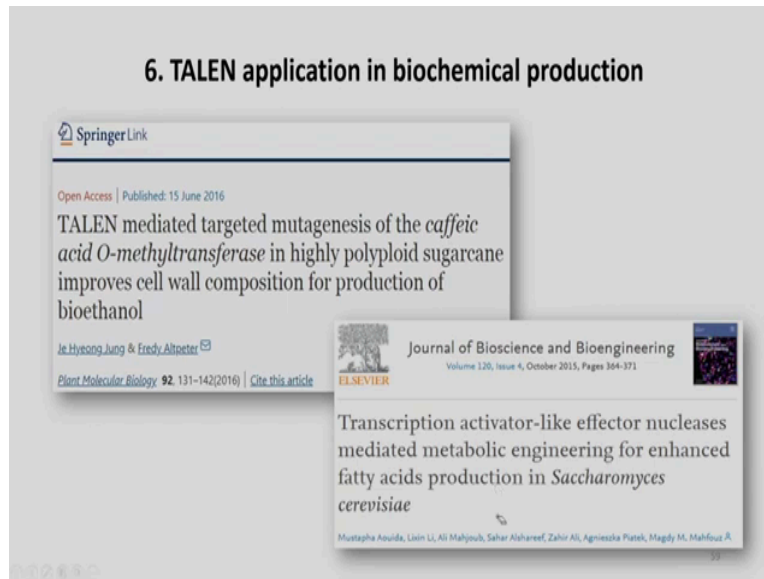 6. TALEN application in biochemical production
Springer Link
Open Access | Published: 15 June 2016
TALEN mediated targeted mutagenesis of the caffeic
acid O-methyltransferase in highly polyploid sugarcane
improves cell wall composition for production of
bioethanol
Je Hyeong Jung & Fredy Altpeter
Plant Molecular Biology 92, 131–142(2016) | Cite this article
ELSEVIER
Journal of Bioscience and Bioengineering
Volume 120, Issue 4, October 2015, Pages 364-371
Transcription activator-like effector nucleases
mediated metabolic engineering for enhanced
fatty acids production in Saccharomyces
cerevisiae
Mustapha Aouida, Lixin Li, Ali Mahjoub, Sahar Alshareef, Zahir Ali, Agnieszka Piatek, Magdy M. Mahfouz
59